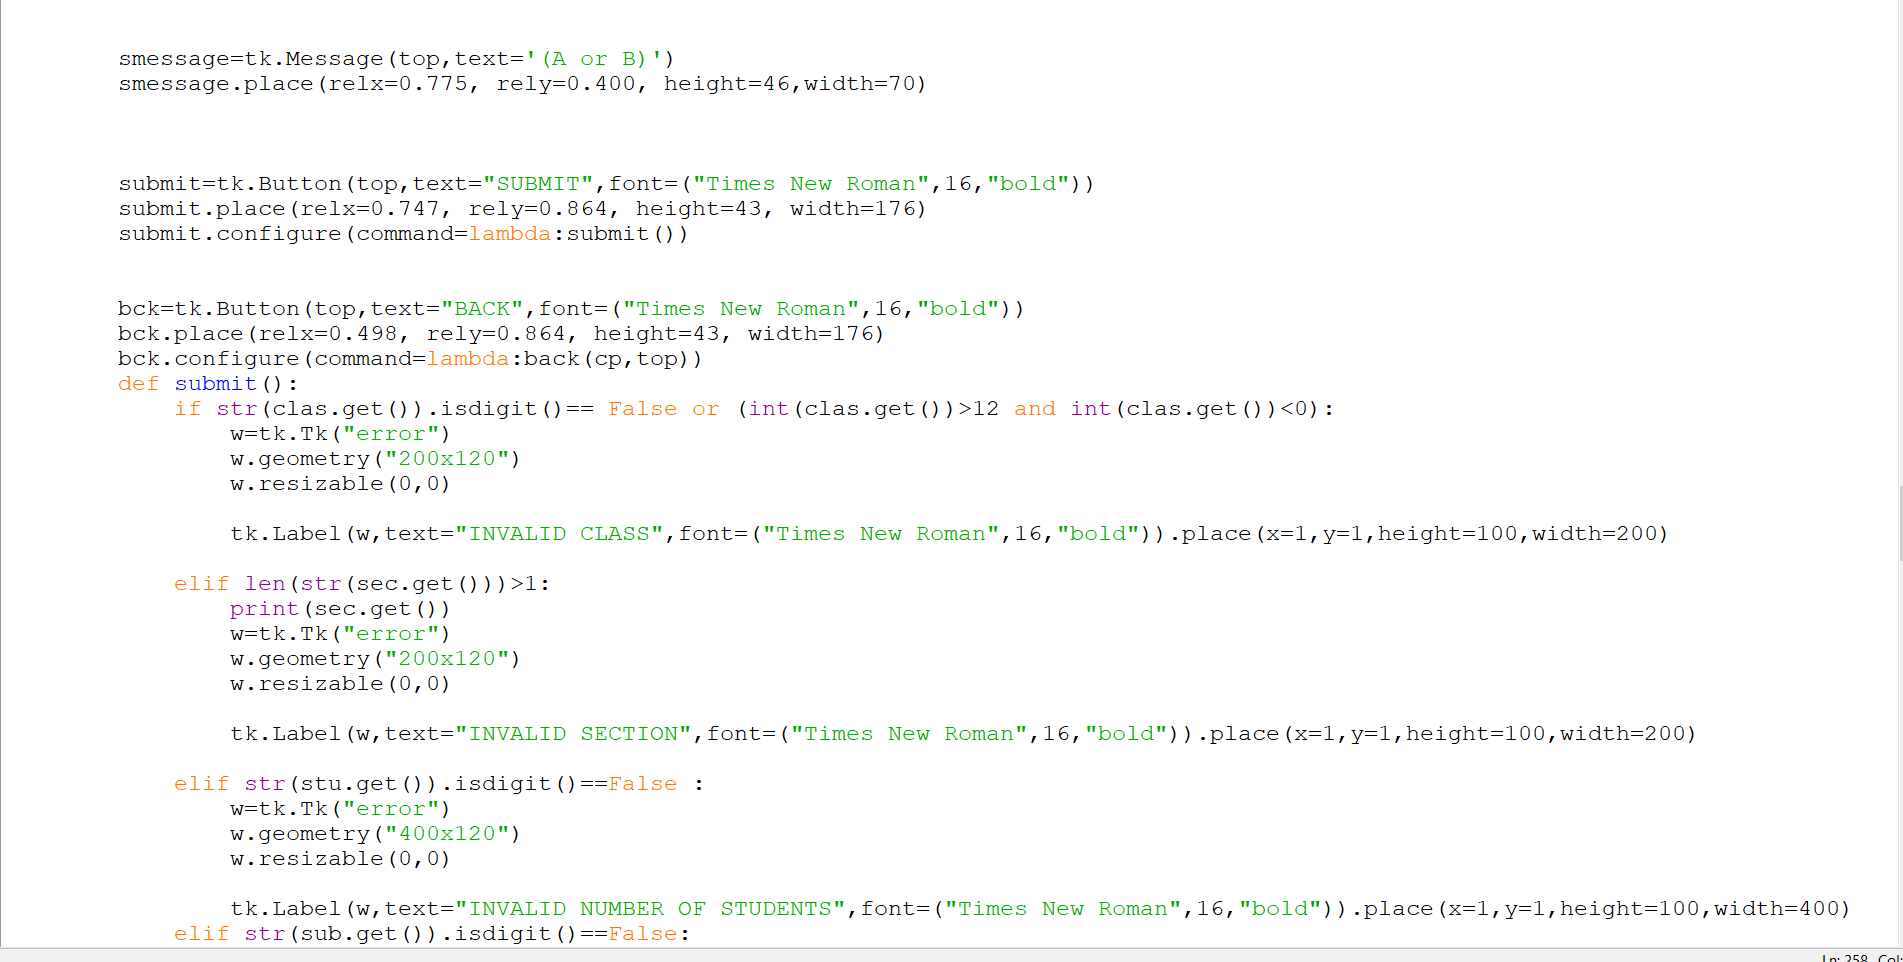 smessage=tk.Message(top,text='(A or B)')
smessage.place(relx=0.775, rely=0.400, height=46,width=70)
submit=tk.Button(top,text="SUBMIT",font=("Times New Roman",16,"bold"))
submit.place(relx=0.747, rely=0.864, height=43, width=176)
submit.configure(command=lambda:submit())
bck=tk.Button(top,text="BACK",font=("Times New Roman",16,"bold"))
bck.place(relx=0.498, rely=0.864, height=43, width=176)
bck.configure(command=lambda:back(cp,top))
def submit():
    if str(clas.get()).isdigit()== False or (int(clas.get())>12 and int(clas.get())<0):
        w=tk.Tk("error")
        w.geometry("200x120")
        w.resizable(0,0)
        tk.Label(w,text="INVALID CLASS",font=("Times New Roman",16,"bold")).place(x=1,y=1,height=100,width=200)
    elif len(str(sec.get()))>1:
        print(sec.get())
        w=tk.Tk("error")
        w.geometry("200x120")
        w.resizable(0,0)
        tk.Label(w,text="INVALID SECTION",font=("Times New Roman",16,"bold")).place(x=1,y=1,height=100,width=200)
    elif str(stu.get()).isdigit()==False :
        w=tk.Tk("error")
        w.geometry("400x120")
        w.resizable(0,0)
        tk.Label(w,text="INVALID NUMBER OF STUDENTS",font=("Times New Roman",16,"bold")).place(x=1,y=1,height=100,width=400)
    elif str(sub.get()).isdigit()==False:
Ln: 258